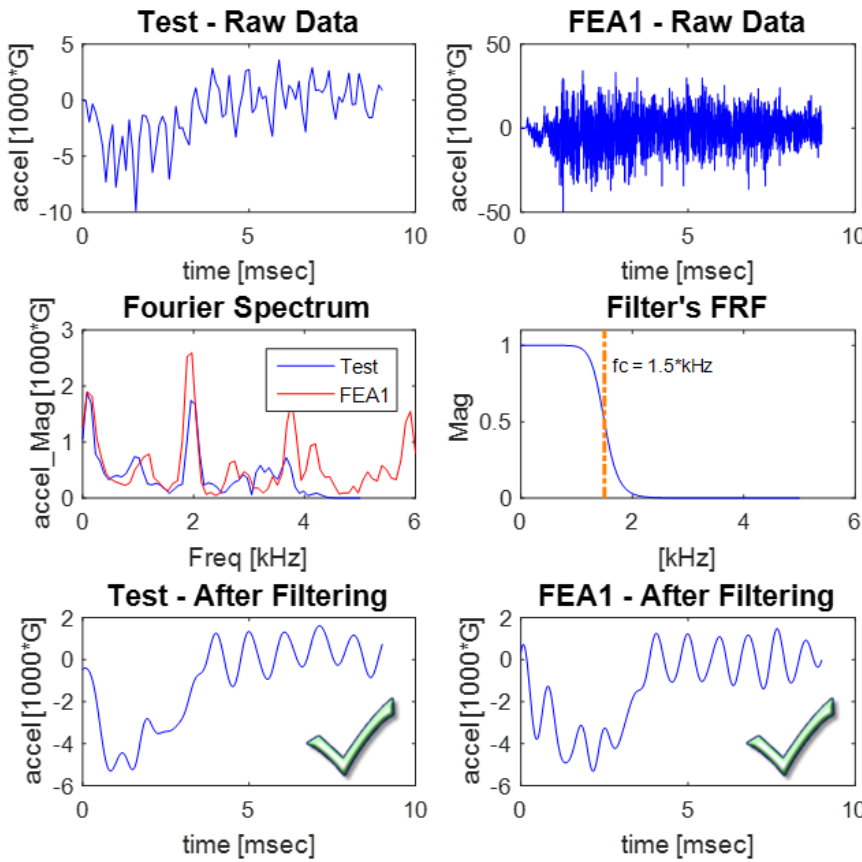 Test - Raw Data
FEA1 - Raw Data
accel [1000*G]
5
0
-5
-10
0
5
10
time [msec]
accel [1000*G]
50
0
-50
0
5
10
time [msec]
Fourier Spectrum
Filter's FRF
accel_Mag [1000*G]
3
2
1
0
0
2
4
6
Freq [kHz]
Test
FEA1
Mag
1
0.5
0
0
2
4
6
[kHz]
fc = 1.5*kHz
Test - After Filtering
FEA1 - After Filtering
accel [1000*G]
2
0
-2
-4
-6
0
5
10
time [msec]
accel [1000*G]
2
0
-2
-4
-6
0
5
10
time [msec]